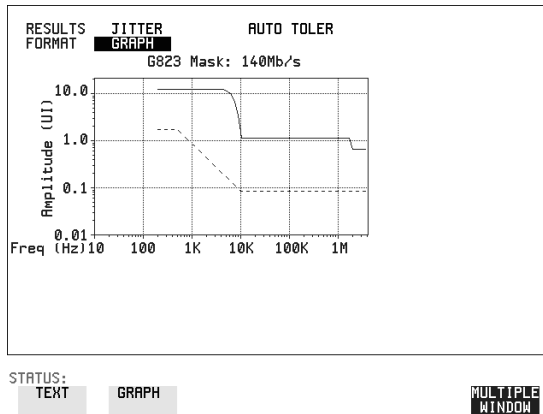 RESULTS JITTER AUTO TOLER
FORMAT GRAPH
G823 Mask: 140Mb/s
Amplitude (UI)
10.0
1.0
0.1
0.01
Freq (Hz)10 100 1K 10K 100K 1M
STATUS:
TEXT GRAPH MULTIPLE
WINDOW